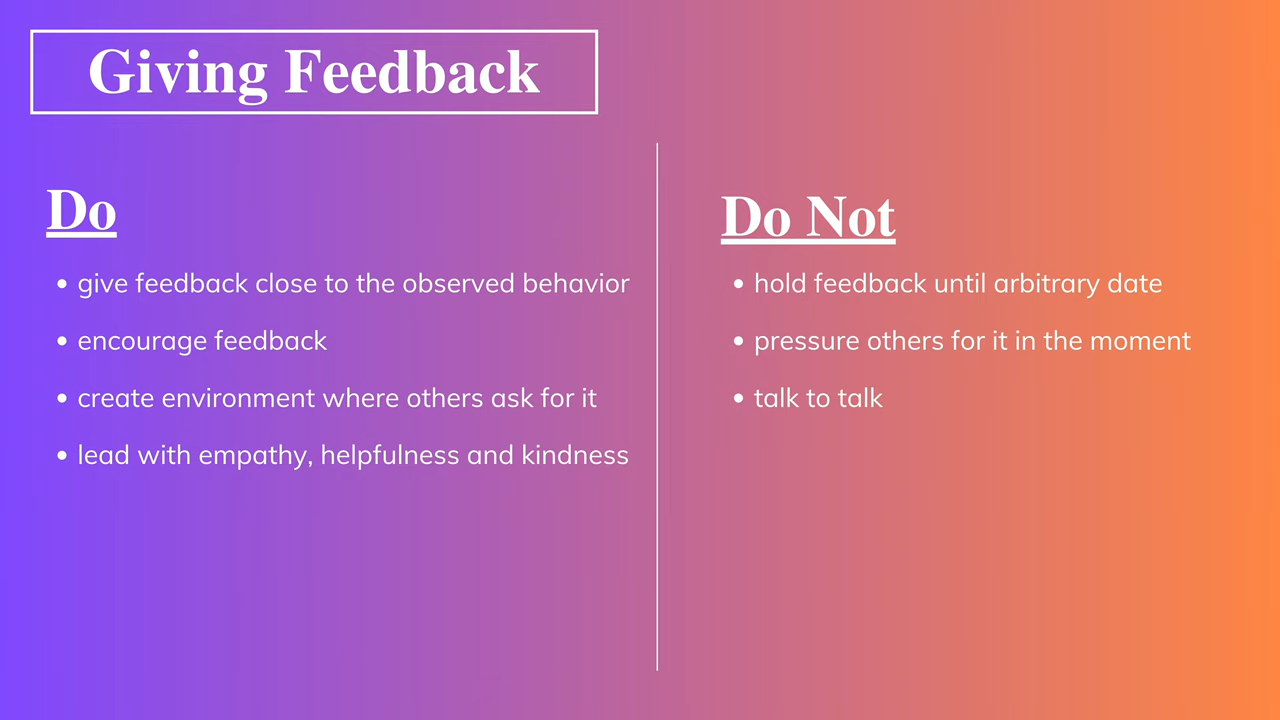 Giving Feedback
Do
• give feedback close to the observed behavior
• encourage feedback
• create environment where others ask for it
• lead with empathy, helpfulness and kindness
Do Not
• hold feedback until arbitrary date
• pressure others for it in the moment
• talk to talk